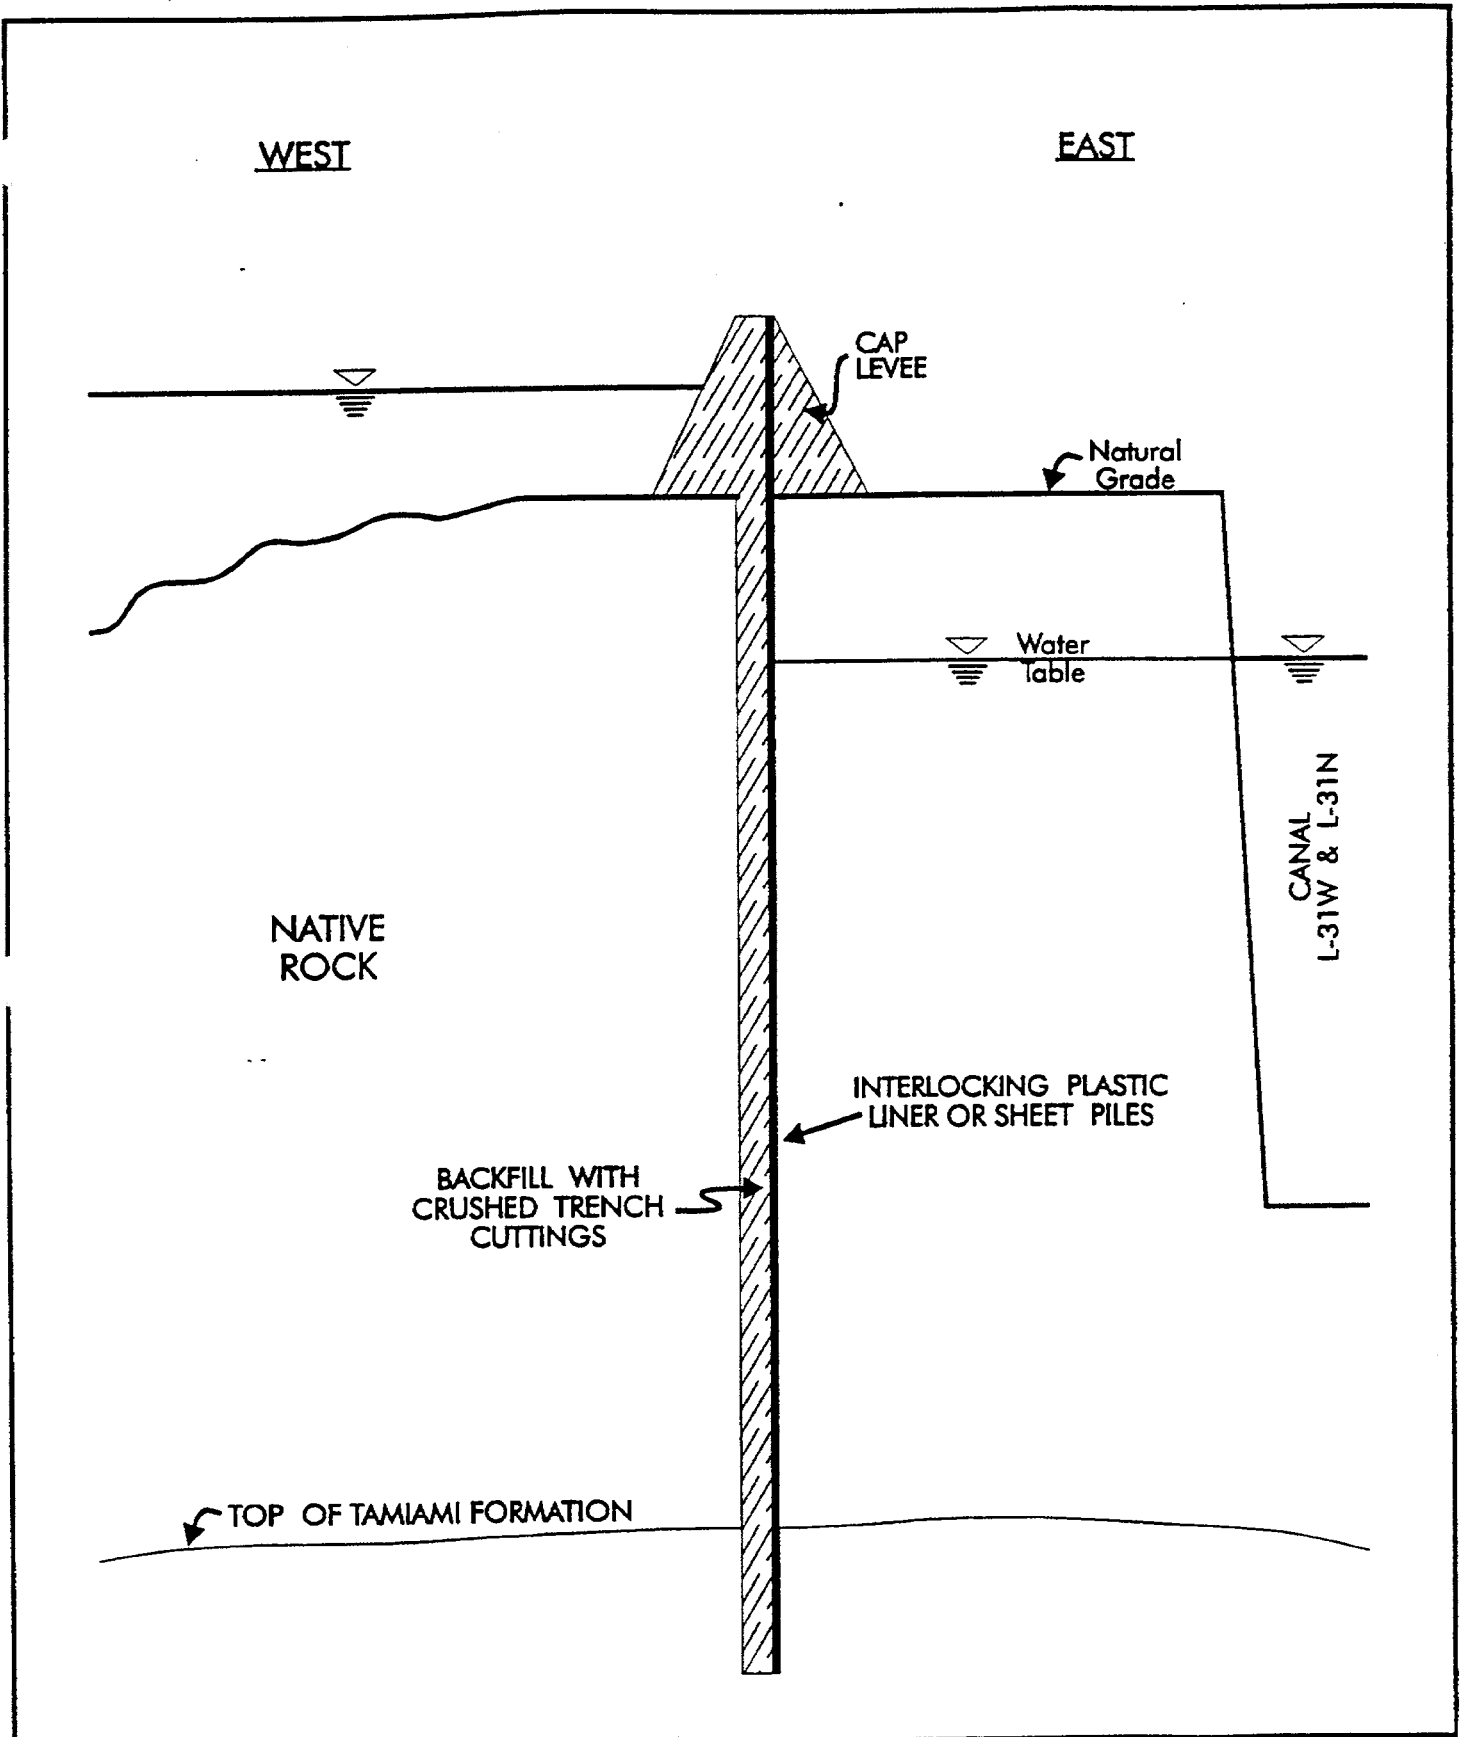 WEST
EAST
CAP
LEVEE
Natural
Grade
Water
Table
CANAL
L-31W & L-31N
NATIVE
ROCK
INTERLOCKING PLASTIC
LINER OR SHEET PILES
BACKFILL WITH
CRUSHED TRENCH
CUTTINGS
TOP OF TAMIAMI FORMATION